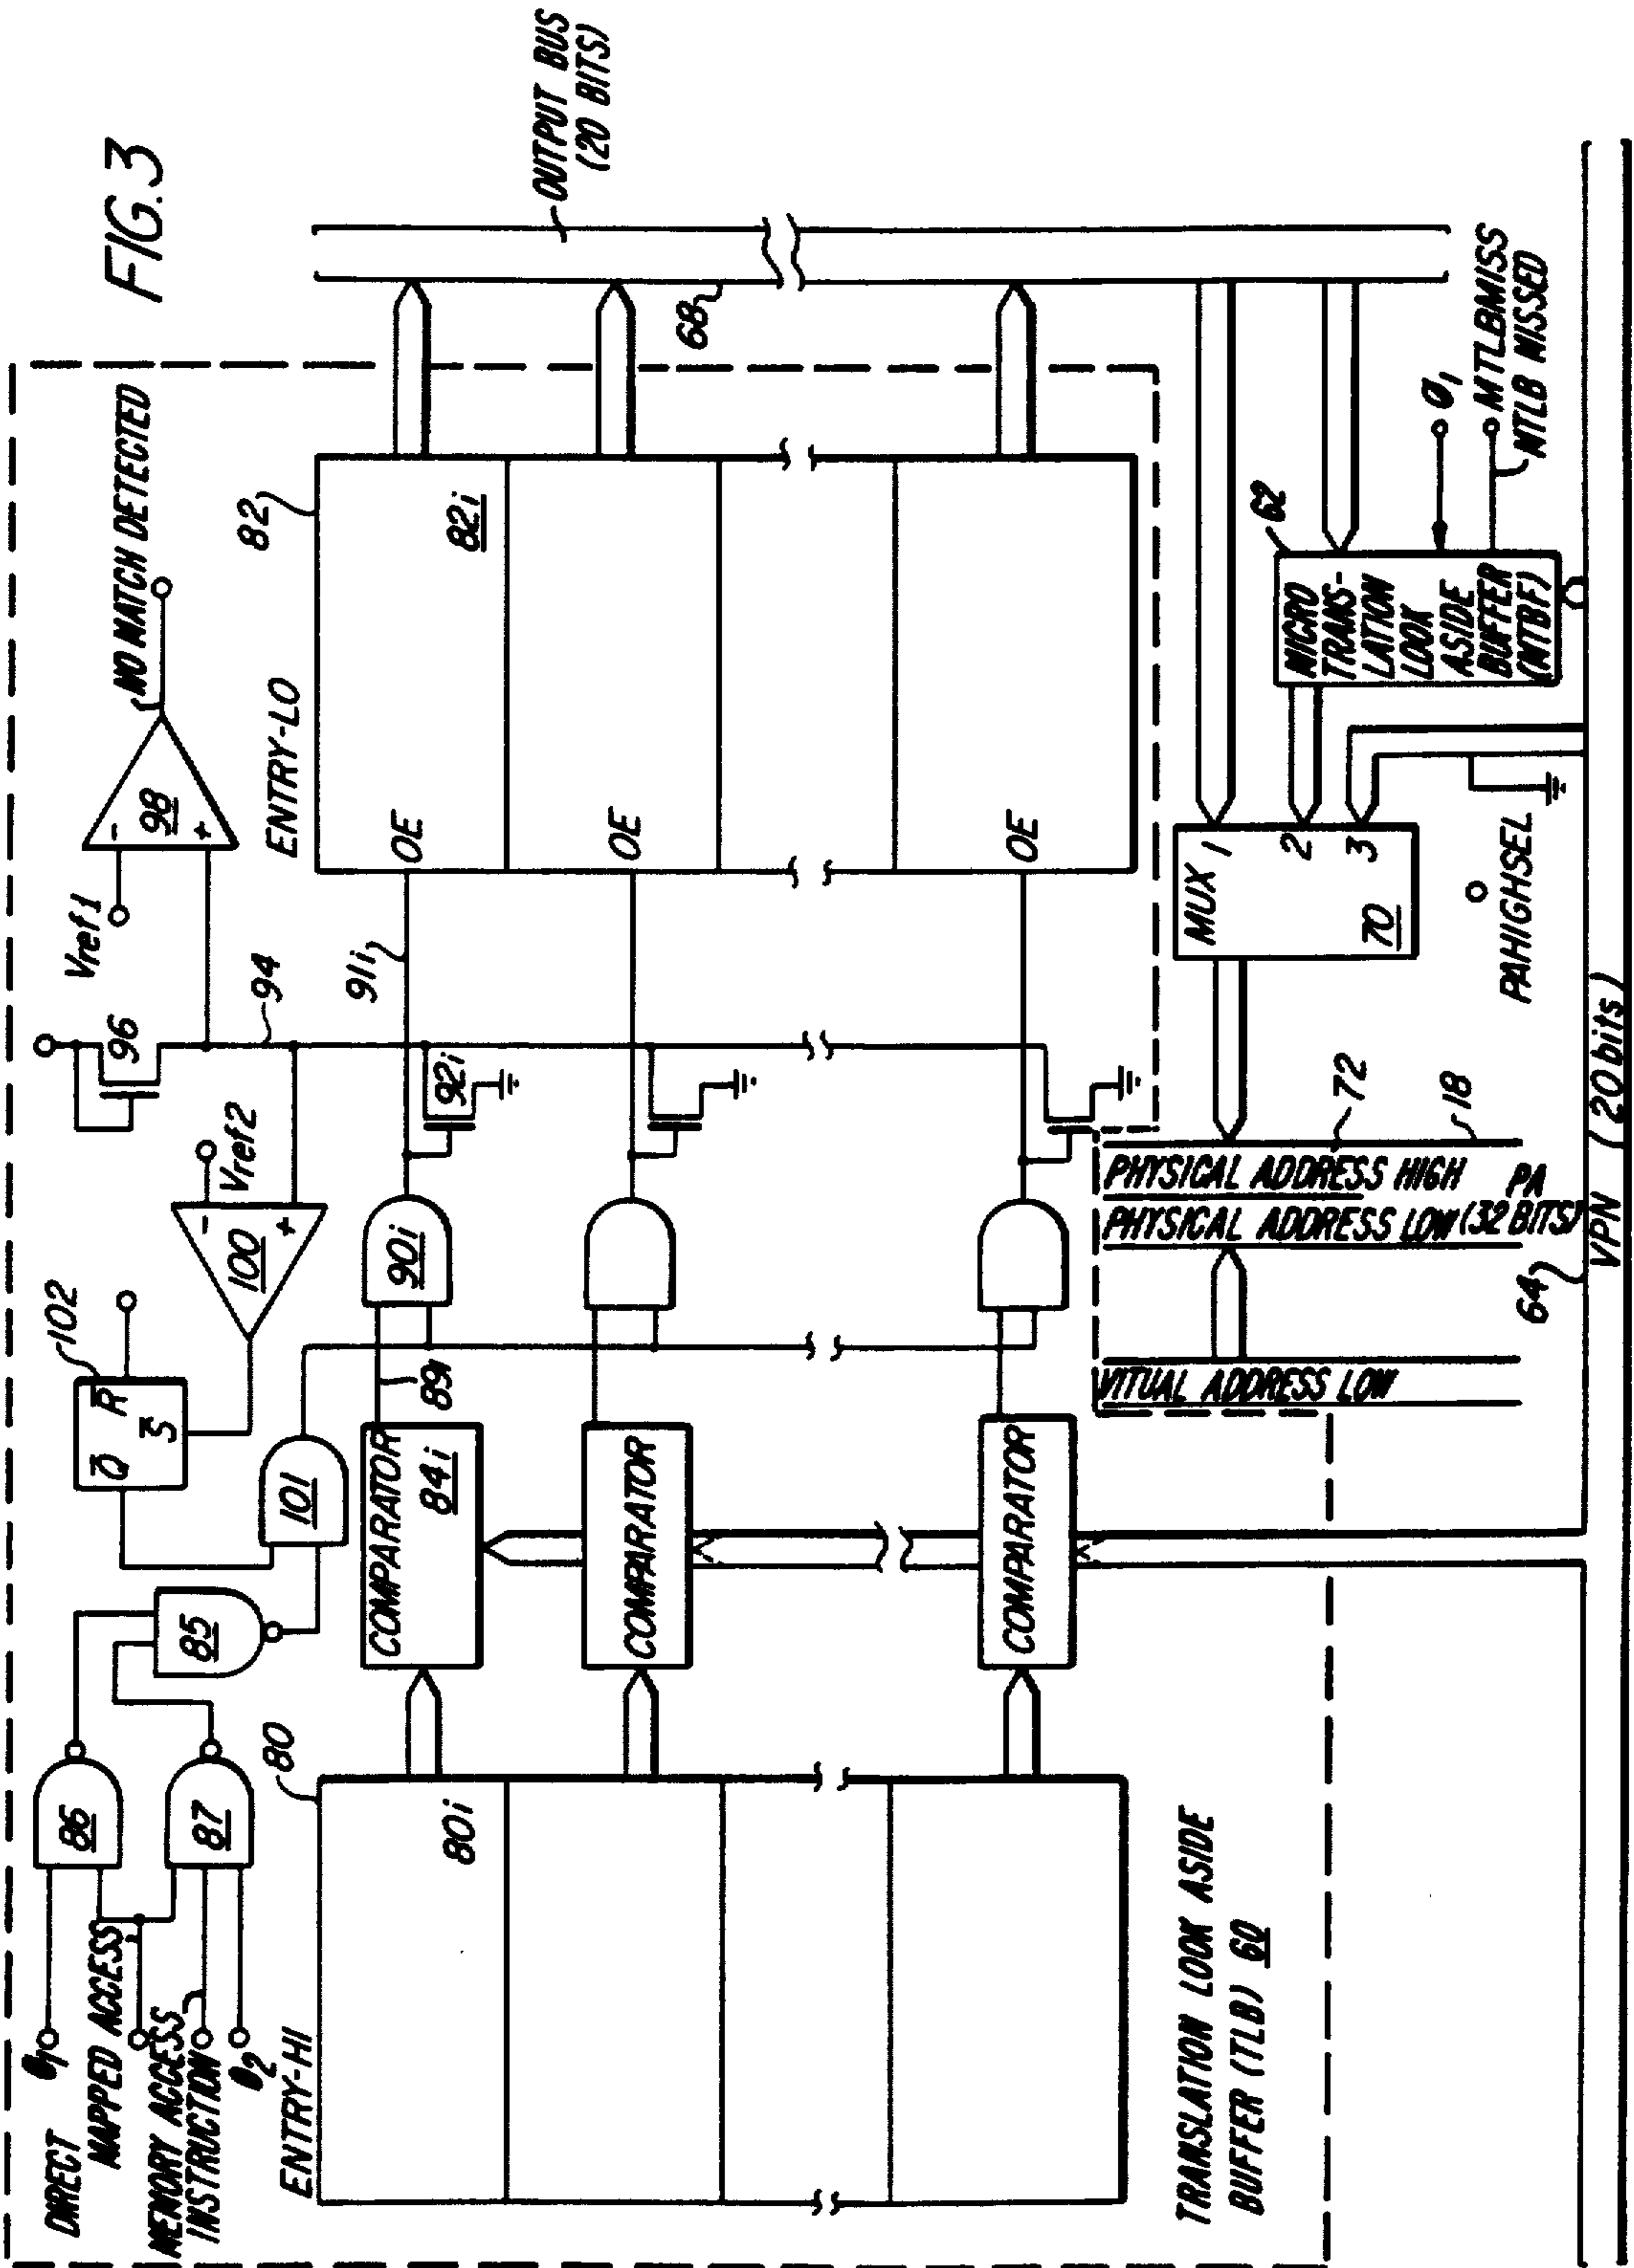 FIG. 3
NO MATCH DETECTED
98
-
+
Vref1
96
94
Vref2
100
-
+
102
Q
R
S
101
85
86
87
Ø1
DIRECT
MAPPED ACCESS
MEMORY ACCESS
INSTRUCTION
Ø2
ENTRY-HI
80
80i
COMPARATOR
84i
COMPARATOR
COMPARATOR
89i
90i
91i
92i
ENTRY-LO
82
82i
OE
OE
OE
68
OUTPUT BUS
(20 BITS)
TRANSLATION LOOK ASIDE
BUFFER (TLB) 60
VITUAL ADDRESS LOW
PHYSICAL ADDRESS HIGH
PHYSICAL ADDRESS LOW
PA
(32 BITS)
72
18
MUX
1
2
3
70
PAHIGHSEL
62
MICRO
TRANS-
LATION
LOOK
ASIDE
BUFFER
(MTBF)
Ø1
MTLBMISS
MTLB MISSED
64
VPN (20 bits)